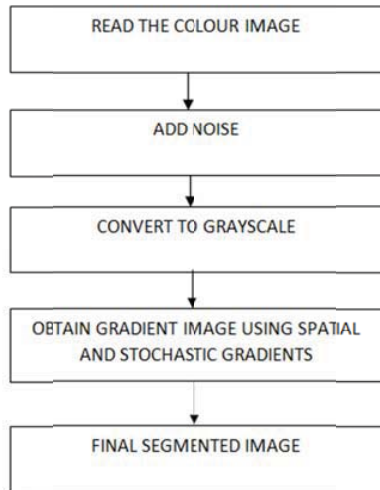 READ THE COLOUR IMAGE
ADD NOISE
CONVERT TO GRAYSCALE
OBTAIN GRADIENT IMAGE USING SPATIAL
AND STOCHASTIC GRADIENTS
FINAL SEGMENTED IMAGE